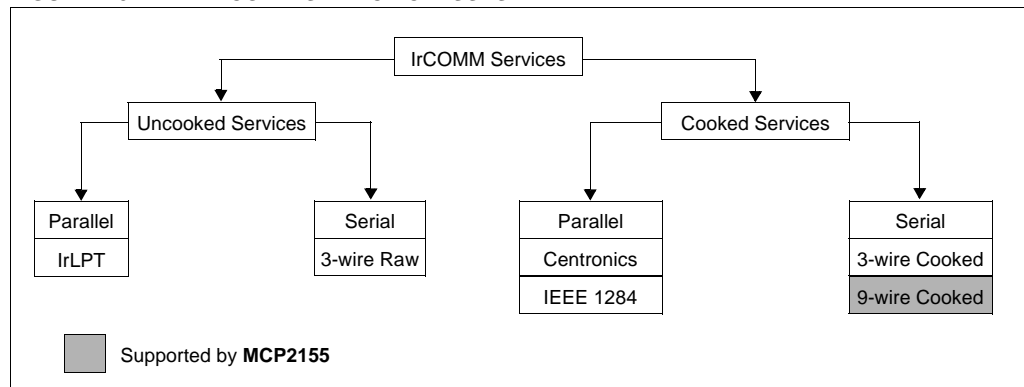 IrCOMM Services
Uncooked Services
Cooked Services
Parallel
IrLPT
Serial
3-wire Raw
Parallel
Centronics
IEEE 1284
Serial
3-wire Cooked
9-wire Cooked
Supported by MCP2155